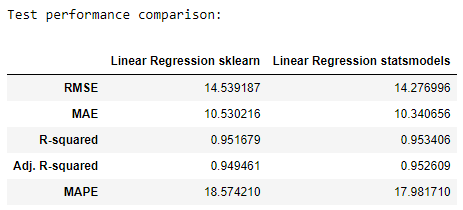 Test performance comparison:
Linear Regression sklearn Linear Regression statsmodels
RMSE 14.539187 14.276996
MAE 10.530216 10.340656
R-squared 0.951679 0.953406
Adj. R-squared 0.949461 0.952609
MAPE 18.574210 17.981710